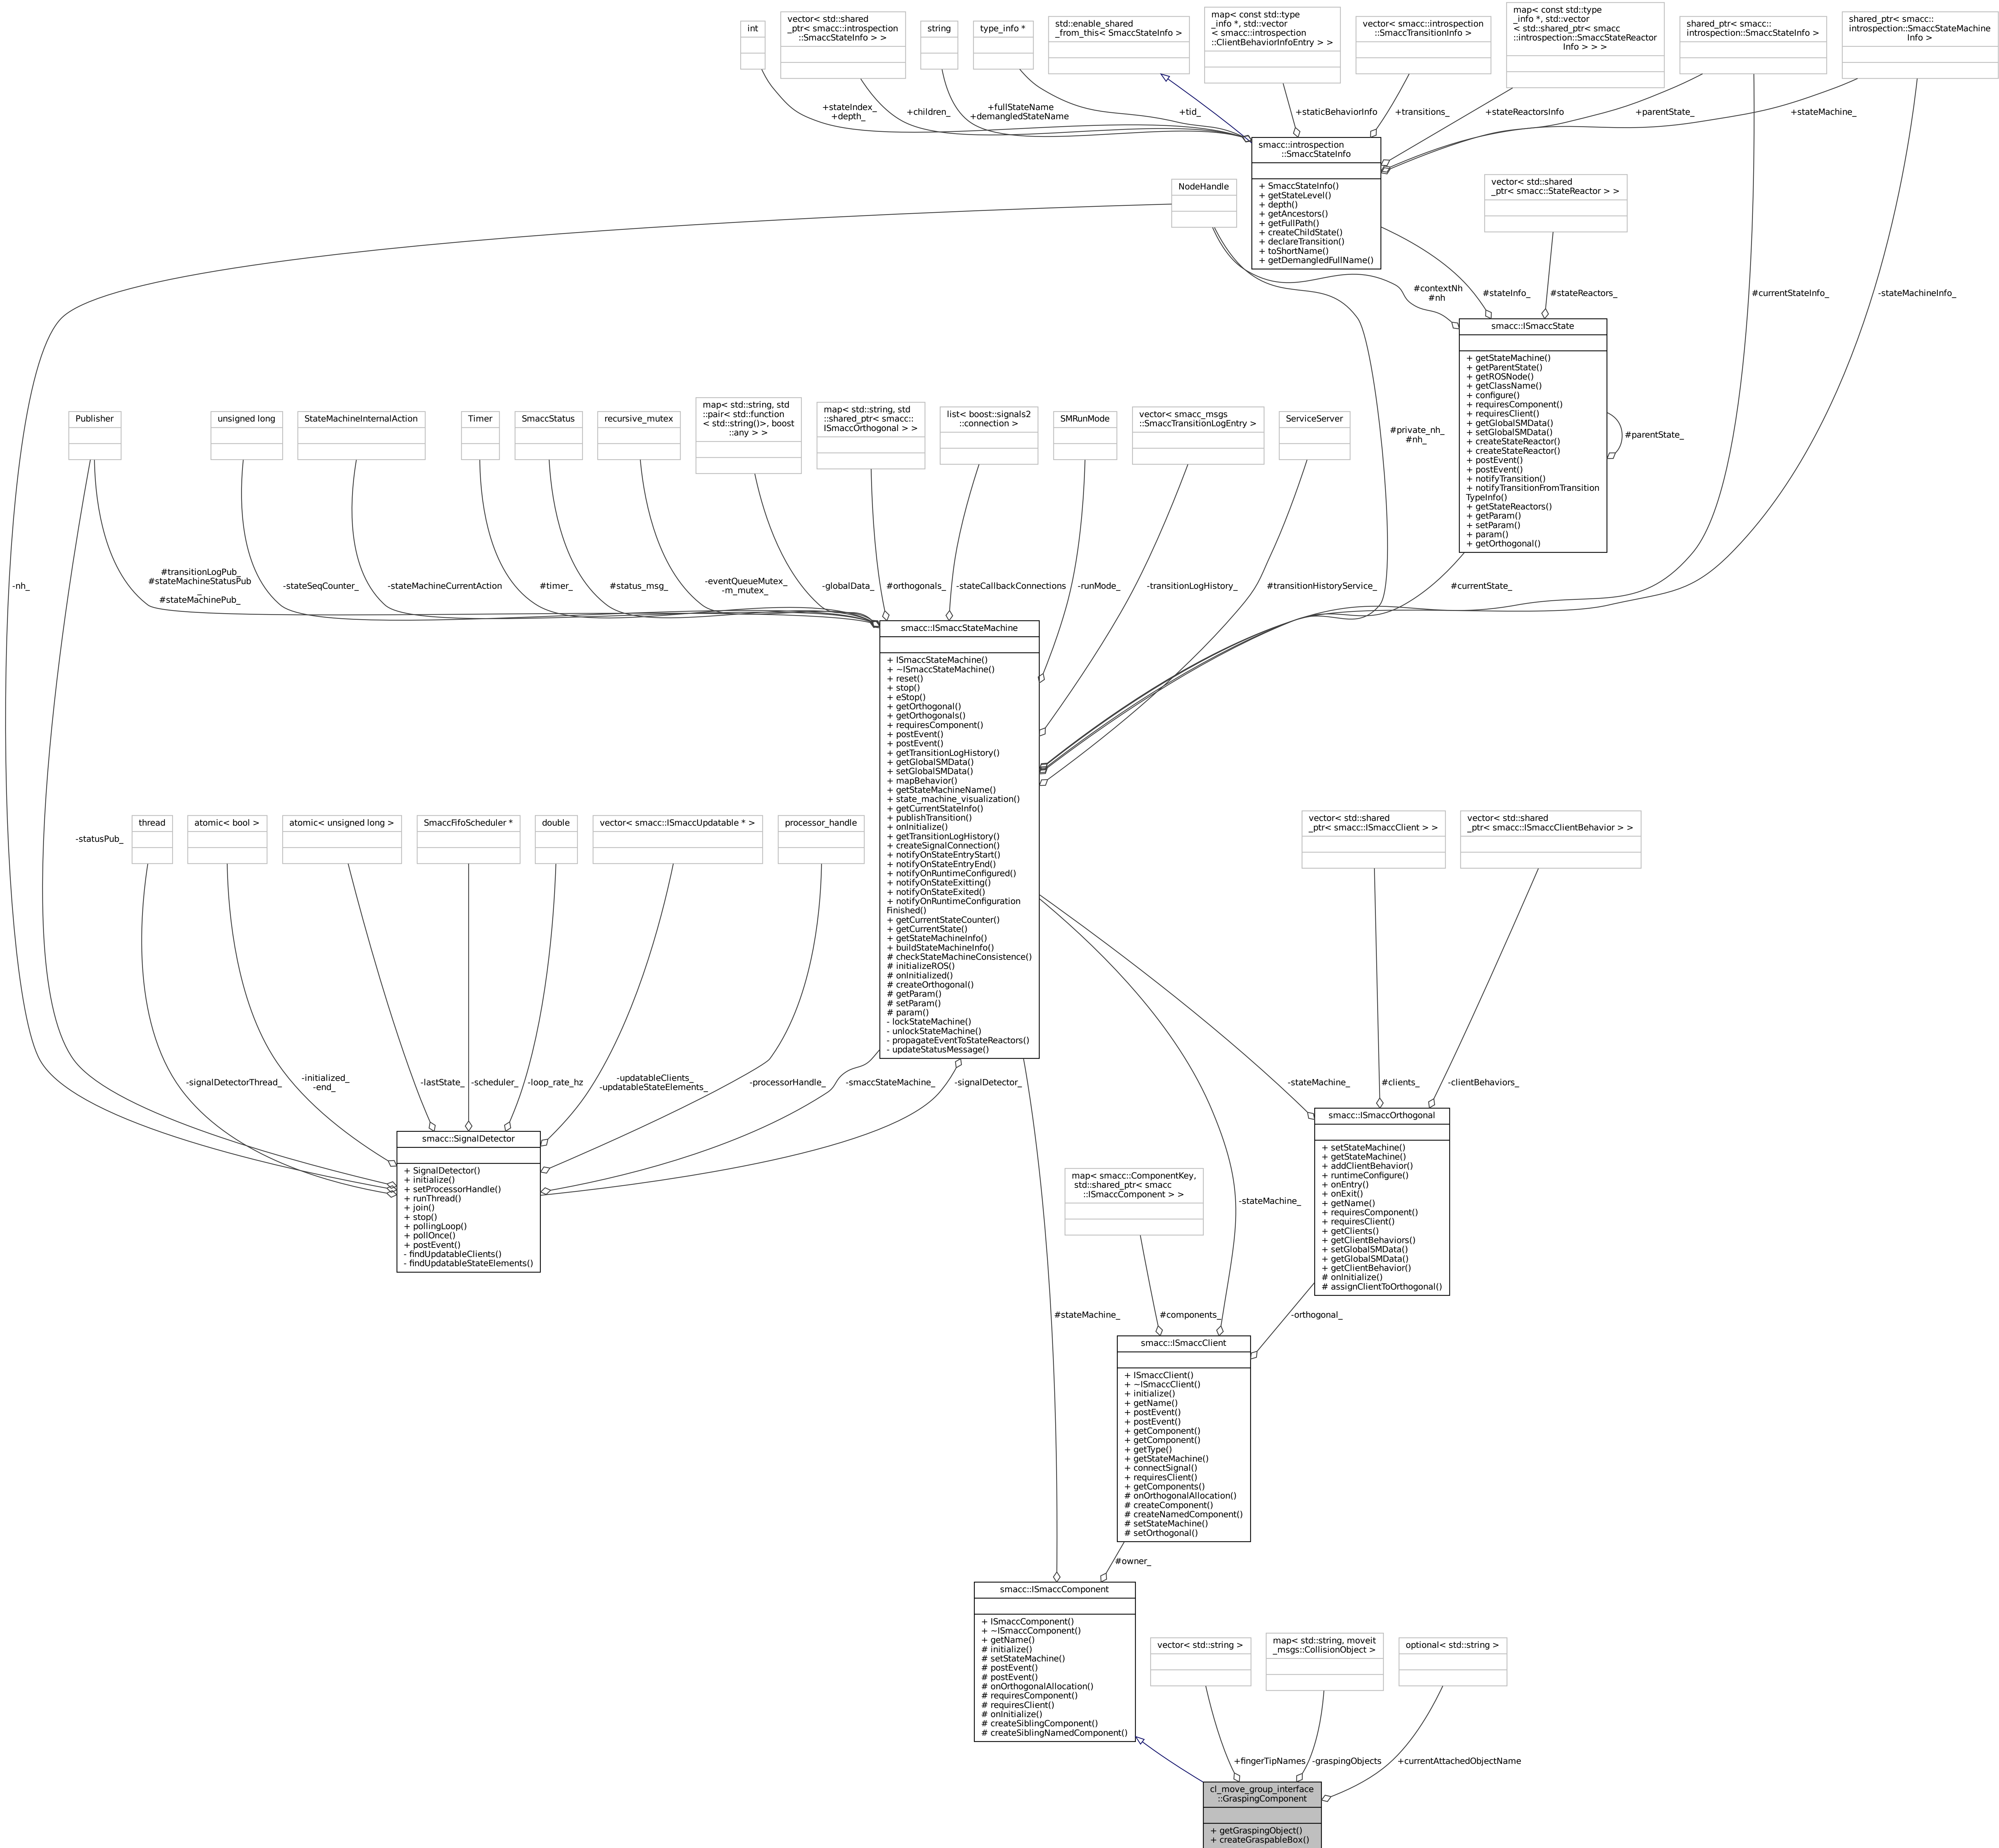 int
vector< std::shared
_ptr< smacc::introspection
::SmaccStateInfo > >
string
type_info *
std::enable_shared
_from_this< SmaccStateInfo >
map< const std::type
_info *, std::vector
< smacc::introspection
::ClientBehaviorInfoEntry > >
vector< smacc::introspection
::SmaccTransitionInfo >
map< const std::type
_info *, std::vector
< std::shared_ptr< smacc
::introspection::SmaccStateReactor
Info > > >
shared_ptr< smacc::
introspection::SmaccStateInfo >
shared_ptr< smacc::
introspection::SmaccStateMachine
Info >
+stateIndex_
+depth_
+children_
+fullStateName
+demangledStateName
+tid_
+staticBehaviorInfo
+transitions_
+stateReactorsInfo
+parentState_
+stateMachine_
smacc::introspection
::SmaccStateInfo
+ SmaccStateInfo()
+ getStateLevel()
+ depth()
+ getAncestors()
+ getFullPath()
+ createChildState()
+ declareTransition()
+ toShortName()
+ getDemangledFullName()
NodeHandle
vector< std::shared
_ptr< smacc::StateReactor > >
#contextNh
#nh
#stateInfo_
#stateReactors_
#currentStateInfo_
-stateMachineInfo_
smacc::ISmaccState
+ getStateMachine()
+ getParentState()
+ getROSNode()
+ getClassName()
+ configure()
+ requiresComponent()
+ requiresClient()
+ getGlobalSMData()
+ setGlobalSMData()
+ createStateReactor()
+ createStateReactor()
+ postEvent()
+ postEvent()
+ notifyTransition()
+ notifyTransitionFromTransition
TypeInfo()
+ getStateReactors()
+ getParam()
+ setParam()
+ param()
+ getOrthogonal()
#parentState_
Publisher
unsigned long
StateMachineInternalAction
Timer
SmaccStatus
recursive_mutex
map< std::string, std
::pair< std::function
< std::string()>, boost
::any > >
map< std::string, std
::shared_ptr< smacc::
ISmaccOrthogonal > >
list< boost::signals2
::connection >
SMRunMode
vector< smacc_msgs
::SmaccTransitionLogEntry >
ServiceServer
#private_nh_
#nh_
-nh_
#transitionLogPub_
#stateMachineStatusPub
_
#stateMachinePub_
-stateSeqCounter_
-stateMachineCurrentAction
#timer_
#status_msg_
-eventQueueMutex_
-m_mutex_
-globalData_
#orthogonals_
-stateCallbackConnections
-runMode_
-transitionLogHistory_
#transitionHistoryService_
#currentState_
smacc::ISmaccStateMachine
+ ISmaccStateMachine()
+ ~ISmaccStateMachine()
+ reset()
+ stop()
+ eStop()
+ getOrthogonal()
+ getOrthogonals()
+ requiresComponent()
+ postEvent()
+ postEvent()
+ getTransitionLogHistory()
+ getGlobalSMData()
+ setGlobalSMData()
+ mapBehavior()
+ getStateMachineName()
+ state_machine_visualization()
+ getCurrentStateInfo()
+ publishTransition()
+ onInitialize()
+ getTransitionLogHistory()
+ createSignalConnection()
+ notifyOnStateEntryStart()
+ notifyOnStateEntryEnd()
+ notifyOnRuntimeConfigured()
+ notifyOnStateExitting()
+ notifyOnStateExited()
+ notifyOnRuntimeConfiguration
Finished()
+ getCurrentStateCounter()
+ getCurrentState()
+ getStateMachineInfo()
+ buildStateMachineInfo()
# checkStateMachineConsistence()
# initializeROS()
# onInitialized()
# createOrthogonal()
# getParam()
# setParam()
# param()
- lockStateMachine()
- unlockStateMachine()
- propagateEventToStateReactors()
- updateStatusMessage()
-statusPub_
thread
atomic< bool >
atomic< unsigned long >
SmaccFifoScheduler *
double
vector< smacc::ISmaccUpdatable * >
processor_handle
vector< std::shared
_ptr< smacc::ISmaccClient > >
vector< std::shared
_ptr< smacc::ISmaccClientBehavior > >
-signalDetectorThread_
-initialized_
-end_
-lastState_
-scheduler_
-loop_rate_hz
-updatableClients_
-updatableStateElements_
-processorHandle_
-smaccStateMachine_
-signalDetector_
-stateMachine_
#clients_
-clientBehaviors_
smacc::SignalDetector
+ SignalDetector()
+ initialize()
+ setProcessorHandle()
+ runThread()
+ join()
+ stop()
+ pollingLoop()
+ pollOnce()
+ postEvent()
- findUpdatableClients()
- findUpdatableStateElements()
smacc::ISmaccOrthogonal
+ setStateMachine()
+ getStateMachine()
+ addClientBehavior()
+ runtimeConfigure()
+ onEntry()
+ onExit()
+ getName()
+ requiresComponent()
+ requiresClient()
+ getClients()
+ getClientBehaviors()
+ setGlobalSMData()
+ getGlobalSMData()
+ getClientBehavior()
# onInitialize()
# assignClientToOrthogonal()
map< smacc::ComponentKey,
std::shared_ptr< smacc
::ISmaccComponent > >
-stateMachine_
#stateMachine_
#components_
-orthogonal_
smacc::ISmaccClient
+ ISmaccClient()
+ ~ISmaccClient()
+ initialize()
+ getName()
+ postEvent()
+ postEvent()
+ getComponent()
+ getComponent()
+ getType()
+ getStateMachine()
+ connectSignal()
+ requiresClient()
+ getComponents()
# onOrthogonalAllocation()
# createComponent()
# createNamedComponent()
# setStateMachine()
# setOrthogonal()
#owner_
smacc::ISmaccComponent
+ ISmaccComponent()
+ ~ISmaccComponent()
+ getName()
# initialize()
# setStateMachine()
# postEvent()
# postEvent()
# onOrthogonalAllocation()
# requiresComponent()
# requiresClient()
# onInitialize()
# createSiblingComponent()
# createSiblingNamedComponent()
vector< std::string >
map< std::string, moveit
_msgs::CollisionObject >
optional< std::string >
+fingerTipNames
-graspingObjects
+currentAttachedObjectName
cl_move_group_interface
::GraspingComponent
+ getGraspingObject()
+ createGraspableBox()